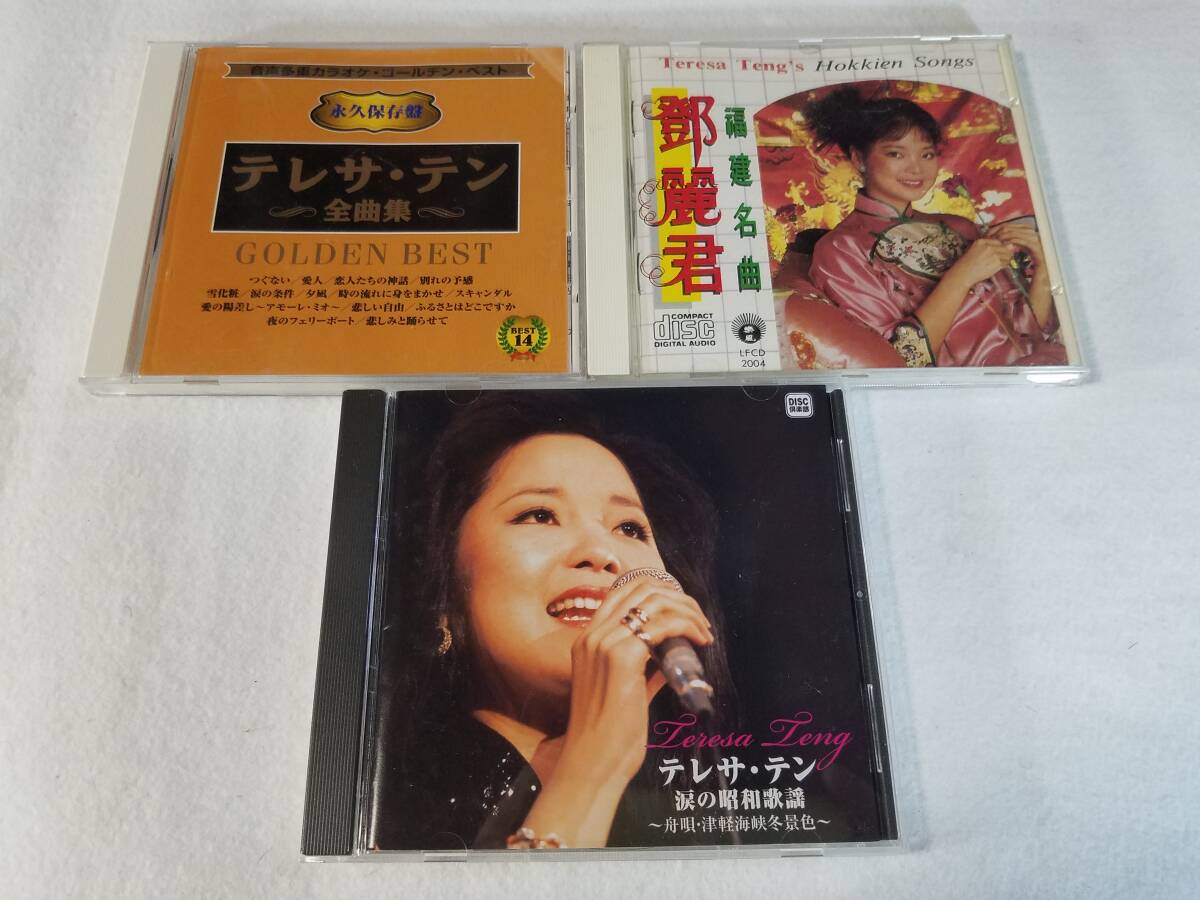 音声多重カラオケ・ゴールデン・ベスト
永久保存盤
テレサ・テン
全曲集
GOLDEN BEST
つぐない／愛人／恋人たちの神話／別れの予感
雪化粧／涙の条件／夕凪／時の流れに身をまかせ／スキャンダル
愛の陽差し～アモーレ・ミオ～／悲しい自由／ふるさとはどこですか
夜のフェリーボート／悲しみと踊らせて
BEST
14
Teresa Teng's Hokkien Songs
鄧麗君
福建名曲
COMPACT
disc
DIGITAL AUDIO
LFCD
2004
DISC
倶楽部
Teresa Teng
テレサ・テン
涙の昭和歌謡
～舟唄・津軽海峡冬景色～